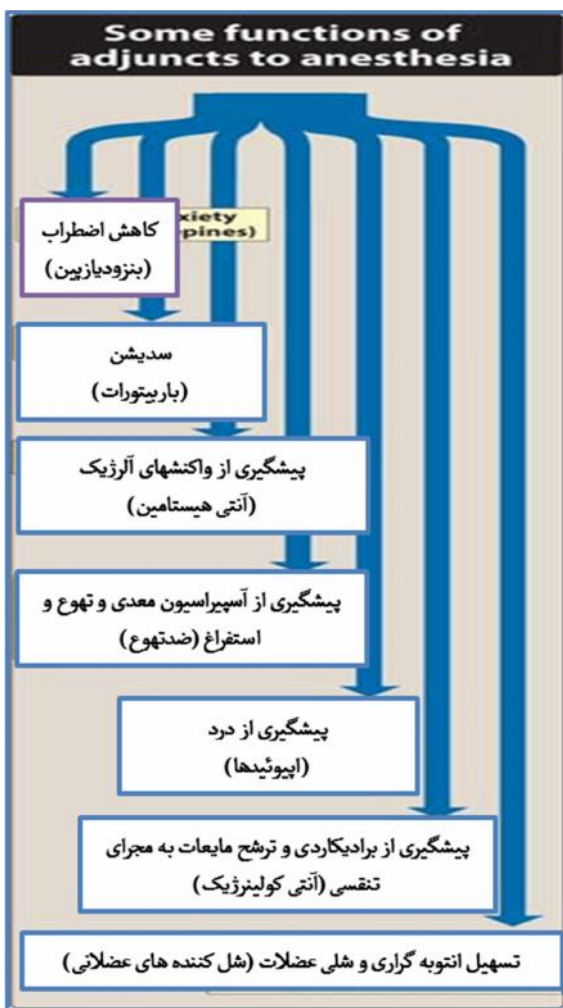 Some functions of
adjuncts to anesthesia
xiety
pines)
کاهش اضطراب
(بنزودیازپین)
سدیشن
(باربیتورات)
پیشگیری از واکنشهای آلرژیک
(آنتی هیستامین)
پیشگیری از آسپیراسیون معدی و تهوع و
استفراغ (ضدتهوع)
پیشگیری از درد
(اپیوئیدها)
پیشگیری از برادیکاردی و ترشح مایعات به مجرای
تنفسی (آنتی کولینرژیک)
تسهیل انتوبه گراری و شلی عضلات (شل کننده های عضلانی)